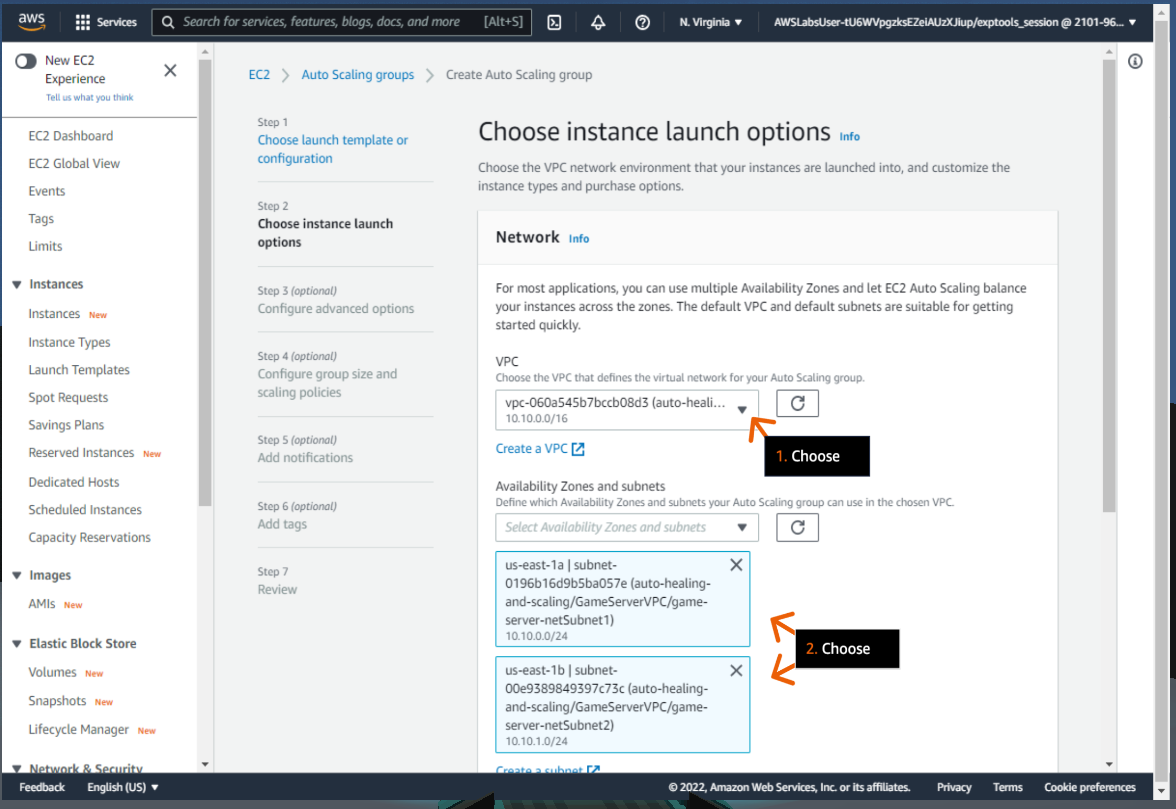 aws
Services
Search for services, features, blogs, docs, and more
[Alt+S]
N. Virginia ▼
AWSLabsUser-tU6WVpgzksEZeiAUzXJiup/exptools_session @ 2101-96... ▼
New EC2
Experience
Tell us what you think
EC2 Dashboard
EC2 Global View
Events
Tags
Limits
Instances
Instances New
Instance Types
Launch Templates
Spot Requests
Savings Plans
Reserved Instances New
Dedicated Hosts
Scheduled Instances
Capacity Reservations
Images
AMIs New
Elastic Block Store
Volumes New
Snapshots New
Lifecycle Manager New
Network & Security
EC2 > Auto Scaling groups > Create Auto Scaling group
Step 1
Choose launch template or
configuration
Step 2
Choose instance launch
options
Step 3 (optional)
Configure advanced options
Step 4 (optional)
Configure group size and
scaling policies
Step 5 (optional)
Add notifications
Step 6 (optional)
Add tags
Step 7
Review
Choose instance launch options Info
Choose the VPC network environment that your instances are launched into, and customize the
instance types and purchase options.
Network Info
For most applications, you can use multiple Availability Zones and let EC2 Auto Scaling balance
your instances across the zones. The default VPC and default subnets are suitable for getting
started quickly.
VPC
Choose the VPC that defines the virtual network for your Auto Scaling group.
vpc-060a545b7bccb08d3 (auto-heali...
10.10.0.0/16
1. Choose
Create a VPC
Availability Zones and subnets
Define which Availability Zones and subnets your Auto Scaling group can use in the chosen VPC.
Select Availability Zones and subnets
us-east-1a | subnet-
0196b16d9b5ba057e (auto-healing-
and-scaling/GameServerVPC/game-
server-netSubnet1)
10.10.0.0/24
2. Choose
us-east-1b | subnet-
00e9389849397c73c (auto-healing-
and-scaling/GameServerVPC/game-
server-netSubnet2)
10.10.1.0/24
Create a subnet
Feedback
English (US) ▼
© 2022, Amazon Web Services, Inc. or its affiliates.
Privacy
Terms
Cookie preferences